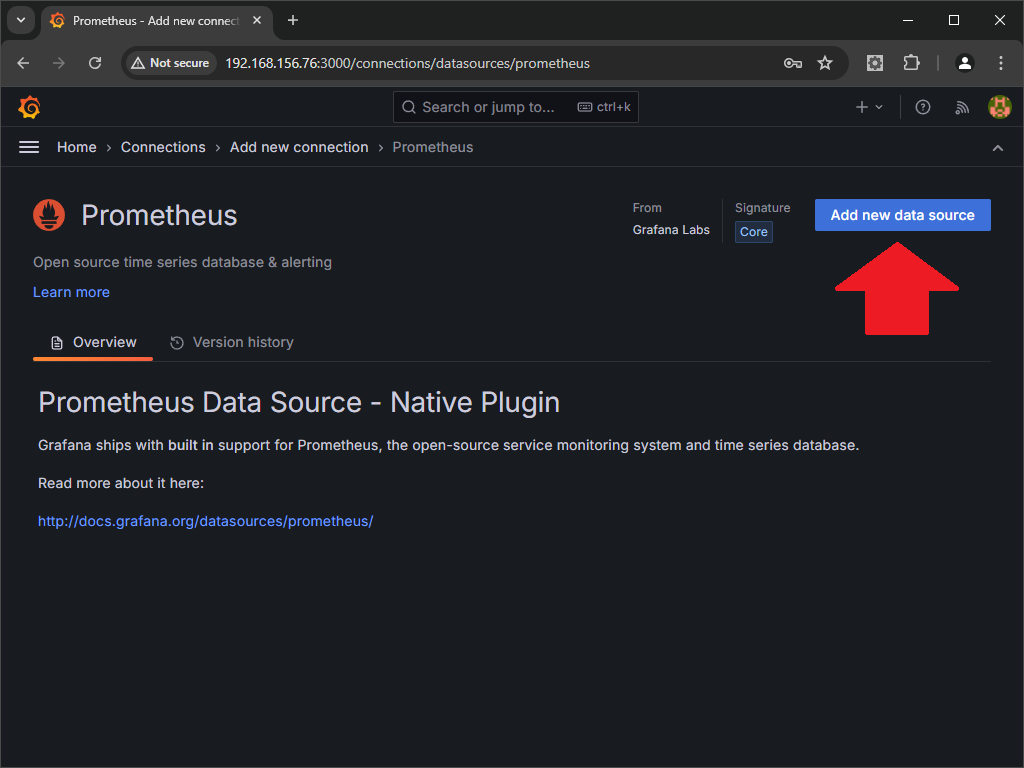 Prometheus - Add new connect
Not secure 192.168.156.76:3000/connections/datasources/prometheus
Search or jump to... ctrl+k
Home › Connections › Add new connection › Prometheus
Prometheus
From
Grafana Labs
Signature
Core
Add new data source
Open source time series database & alerting
Learn more
Overview
Version history
Prometheus Data Source - Native Plugin
Grafana ships with built in support for Prometheus, the open-source service monitoring system and time series database.
Read more about it here:
http://docs.grafana.org/datasources/prometheus/